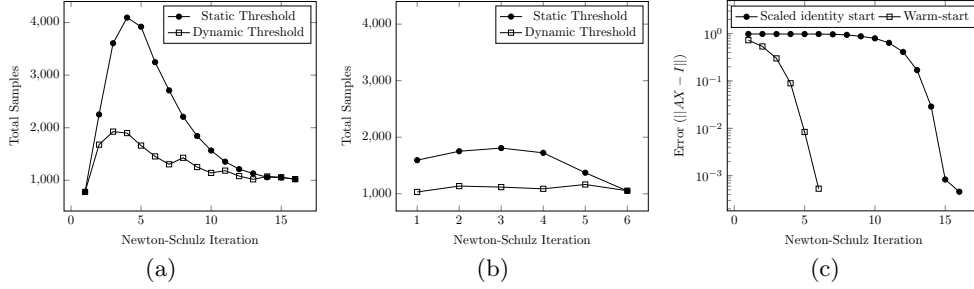 Static Threshold
Dynamic Threshold
4,000
3,000
2,000
1,000
Total Samples
0 5 10 15
Newton-Schulz Iteration
(a)
Static Threshold
Dynamic Threshold
4,000
3,000
2,000
1,000
Total Samples
1 2 3 4 5 6
Newton-Schulz Iteration
(b)
Scaled identity start Warm-start
10^0
10^−1
10^−2
10^−3
Error (||AX − I||)
0 5 10 15
Newton-Schulz Iteration
(c)